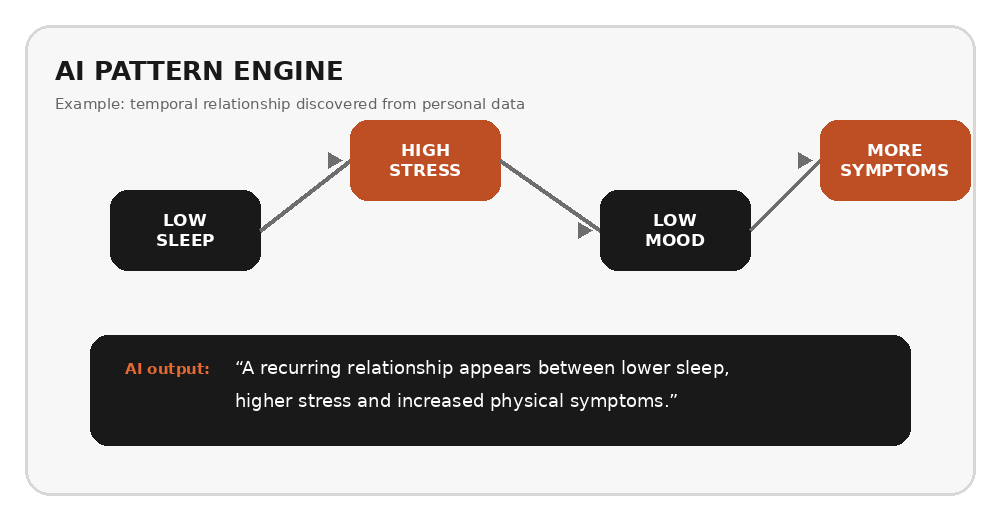 AI PATTERN ENGINE
Example: temporal relationship discovered from personal data
HIGH
STRESS
MORE
SYMPTOMS
LOW
SLEEP
LOW
MOOD
AI output:
“A recurring relationship appears between lower sleep,
higher stress and increased physical symptoms.”